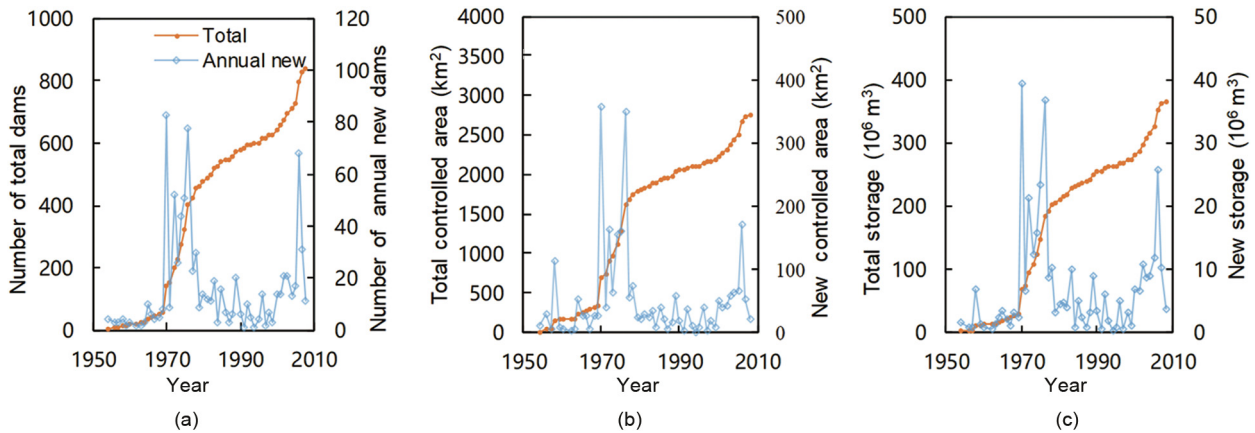 1000
800
600
400
200
0
Number of total dams
Total
Annual new
120
100
80
60
40
20
0
Number of annual new dams
1950 1970 1990 2010
Year
(a)
4000
3500
3000
2500
2000
1500
1000
500
0
Total controlled area (km²)
500
400
300
200
100
0
New controlled area (km²)
1950 1970 1990 2010
Year
(b)
500
400
300
200
100
0
Total storage (10⁶ m³)
50
40
30
20
10
0
New storage (10⁶ m³)
1950 1970 1990 2010
Year
(c)